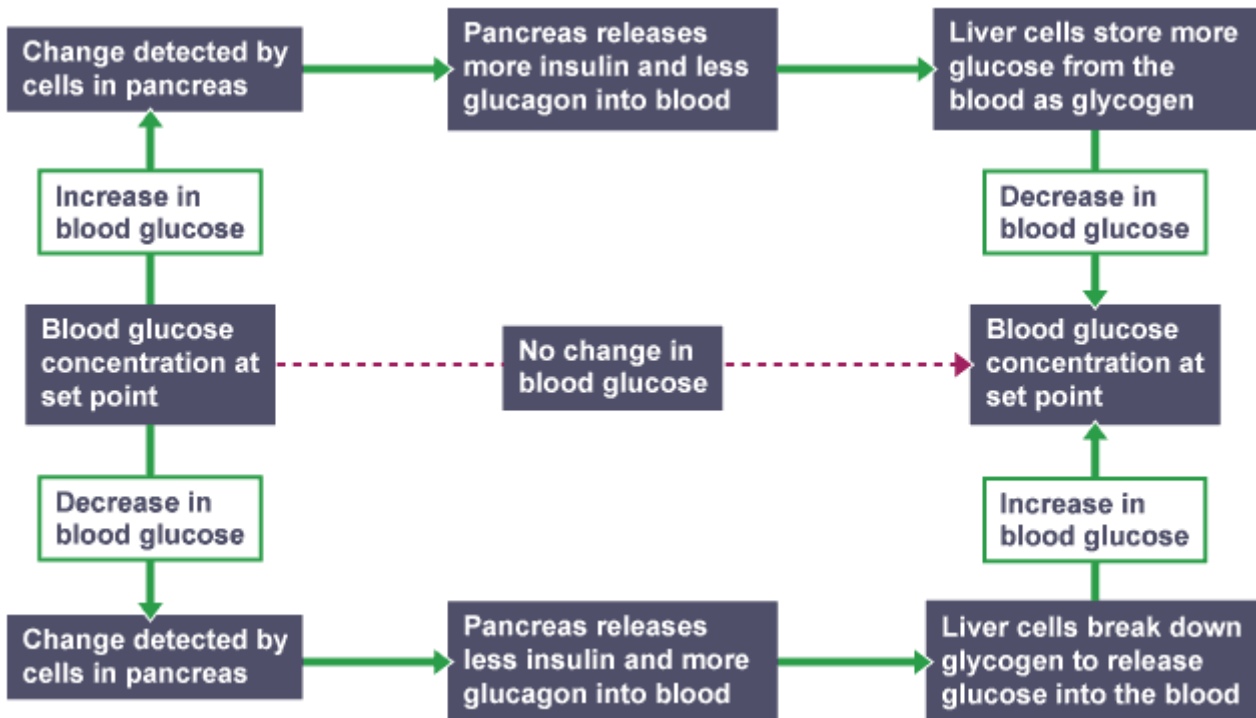 Change detected by
cells in pancreas
Pancreas releases
more insulin and less
glucagon into blood
Liver cells store more
glucose from the
blood as glycogen
Increase in
blood glucose
Decrease in
blood glucose
Blood glucose
concentration at
set point
No change in
blood glucose
Blood glucose
concentration at
set point
Decrease in
blood glucose
Increase in
blood glucose
Change detected by
cells in pancreas
Pancreas releases
less insulin and more
glucagon into blood
Liver cells break down
glycogen to release
glucose into the blood